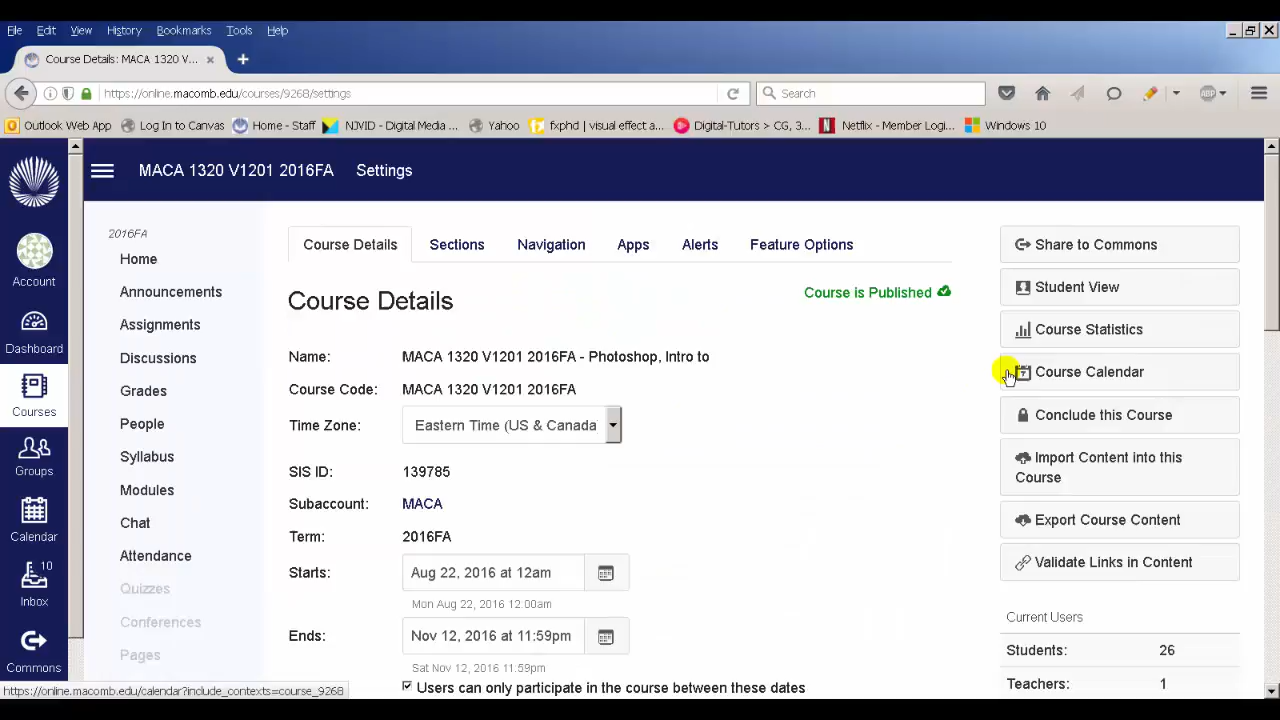 File Edit View History Bookmarks Tools Help
Course Details: MACA 1320 V...
https://online.macomb.edu/courses/9268/settings
Search
Outlook Web App Log In to Canvas Home - Staff NJVID - Digital Media ... Yahoo fxphd | visual effect a... Digital-Tutors > CG, 3... Netflix - Member Logi... Windows 10
MACA 1320 V1201 2016FA Settings
Account
Dashboard
Courses
Groups
Calendar
10
Inbox
Commons
2016FA
Home
Announcements
Assignments
Discussions
Grades
People
Syllabus
Modules
Chat
Attendance
Quizzes
Conferences
Pages
Course Details Sections Navigation Apps Alerts Feature Options
Course Details
Course is Published
Name: MACA 1320 V1201 2016FA - Photoshop, Intro to
Course Code: MACA 1320 V1201 2016FA
Time Zone: Eastern Time (US & Canada
SIS ID: 139785
Subaccount: MACA
Term: 2016FA
Starts: Aug 22, 2016 at 12am
Mon Aug 22, 2016 12:00am
Ends: Nov 12, 2016 at 11:59pm
Sat Nov 12, 2016 11:59pm
Users can only participate in the course between these dates
Share to Commons
Student View
Course Statistics
Course Calendar
Conclude this Course
Import Content into this
Course
Export Course Content
Validate Links in Content
Current Users
Students: 26
Teachers: 1
https://online.macomb.edu/calendar?include_contexts=course_9268